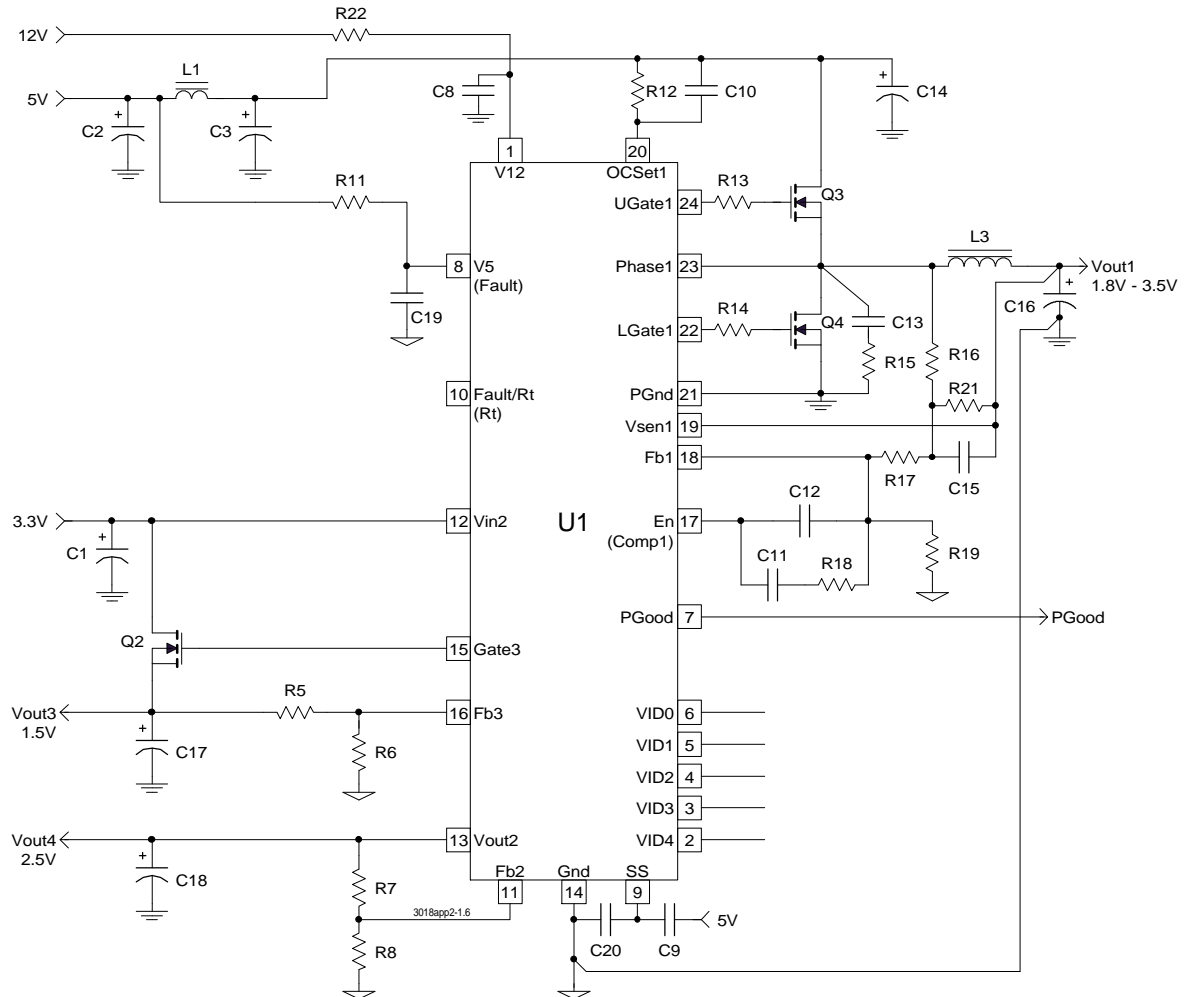 R22
12V
L1
5V
C2
C3
C8
R12
C10
C14
1
V12
20
OCSet1
R11
UGate1
24
R13
Q3
8
V5
(Fault)
C19
Phase1
23
L3
Vout1
1.8V - 3.5V
C16
LGate1
22
R14
Q4
C13
R15
R16
10
Fault/Rt
(Rt)
PGnd
21
R21
Vsen1
19
Fb1
18
R17
C15
3.3V
C1
12
Vin2
U1
En
(Comp1)
17
C12
C11
R18
R19
PGood
7
PGood
Q2
15
Gate3
Vout3
1.5V
C17
R5
R6
16
Fb3
VID0
6
VID1
5
VID2
4
VID3
3
VID4
2
Vout4
2.5V
C18
13
Vout2
R7
Fb2
11
Gnd
14
SS
9
3018app2-1.6
R8
C20
C9
5V
+
+
+
+
+
+
+